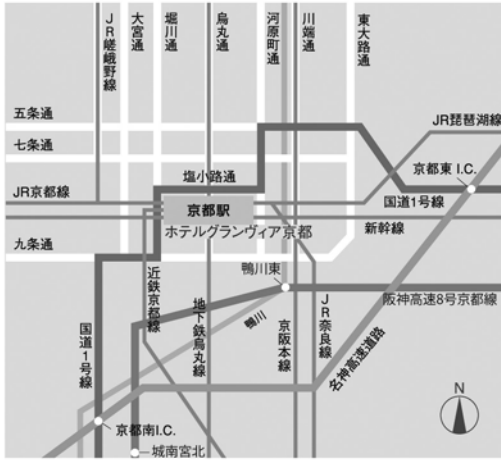 JR嵯峨野線
大宮通
堀川通
烏丸通
河原町通
川端通
東大路通
五条通
七条通
JR琵琶湖線
京都東 I.C.
塩小路通
JR京都線
京都駅
国道1号線
ホテルグランヴィア京都
新幹線
九条通
鴨川東
近鉄京都線
地下鉄烏丸線
鴨川
京阪本線
JR奈良線
阪神高速8号京都線
国道1号線
名神高速道路
N
京都南I.C.
城南宮北